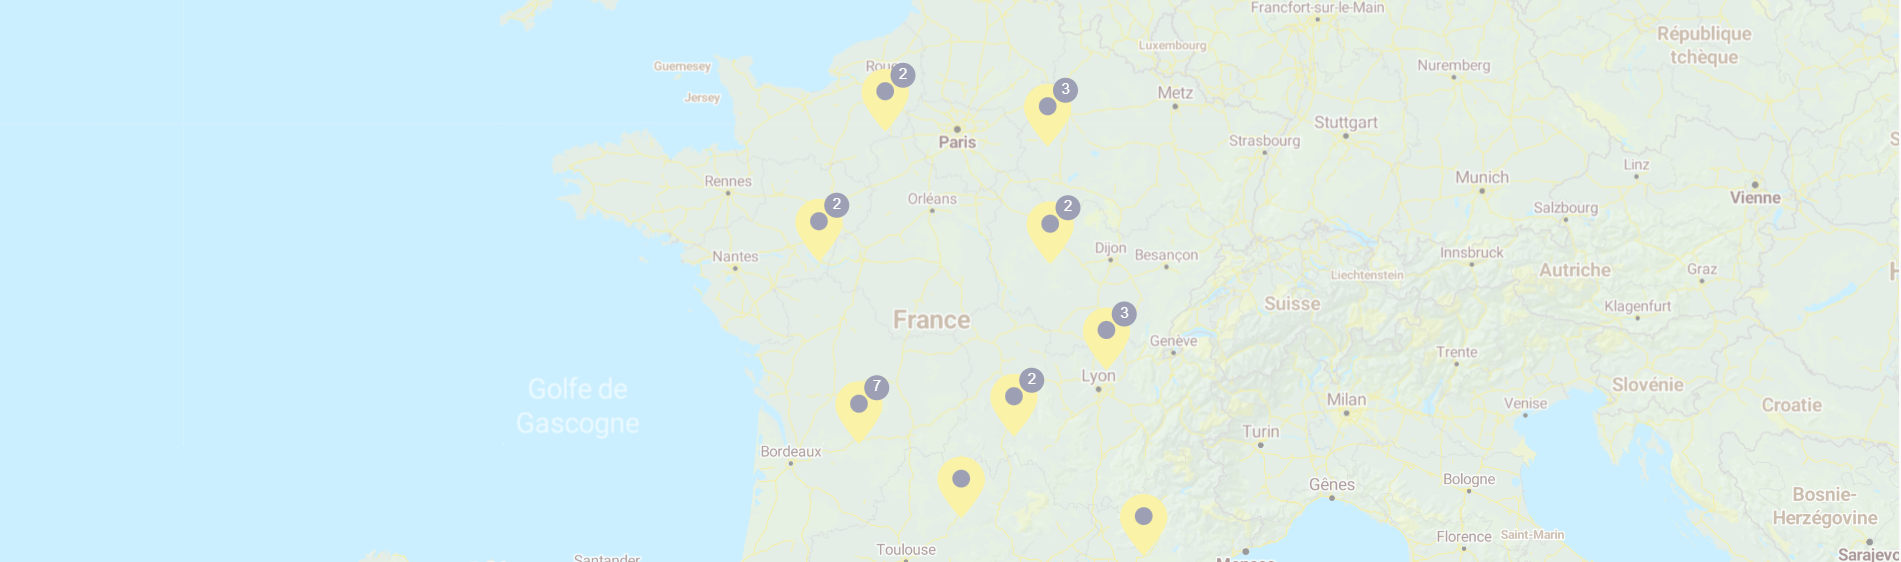 Francfort-sur-le-Main
République
tchèque
Luxembourg
Guernesey
Nuremberg
2
3
Metz
Jersey
Stuttgart
Paris
Strasbourg
Linz
Rennes
Munich
Vienne
Orléans
2
2
Salzbourg
Dijon
Besançon
Nantes
Innsbruck
Liechtenstein
Autriche
Graz
Suisse
Klagenfurt
France
3
Genève
Trente
Lyon
2
7
Slovénie
Golfe de
Gascogne
Milan
Venise
Croatie
Turin
Bordeaux
Bologne
Gênes
Bosnie-
Herzégovine
Florence
Saint-Marin
Toulouse
Santander
Sarajevo